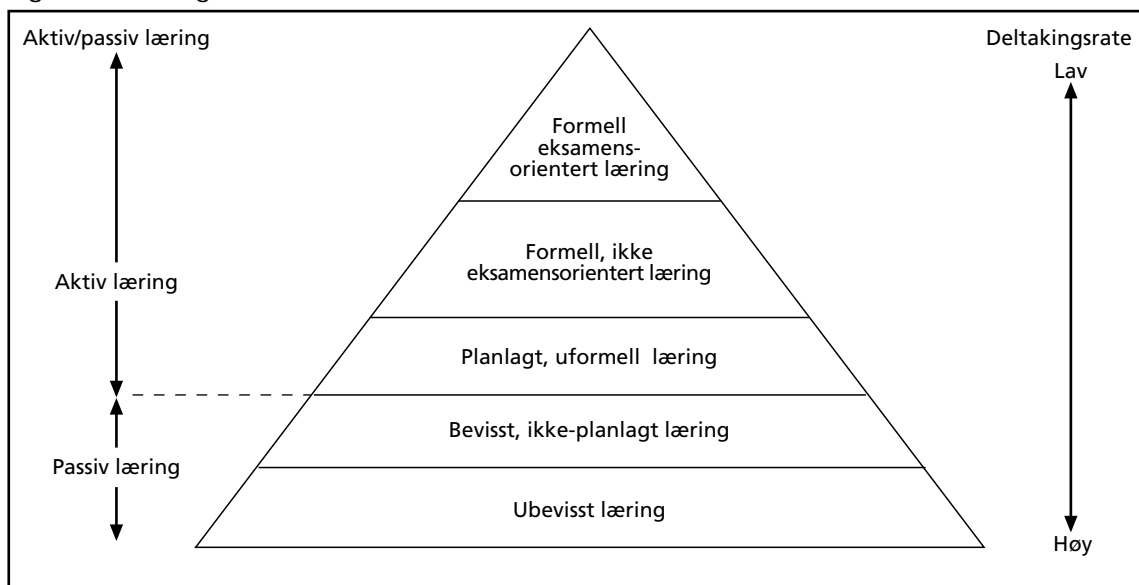 Aktiv/passiv læring
Deltakingsrate
Lav
Formell
eksamens-
orientert læring
Formell, ikke
eksamensorientert læring
Aktiv læring
Planlagt, uformell læring
Bevisst, ikke-planlagt læring
Passiv læring
Ubevisst læring
Høy